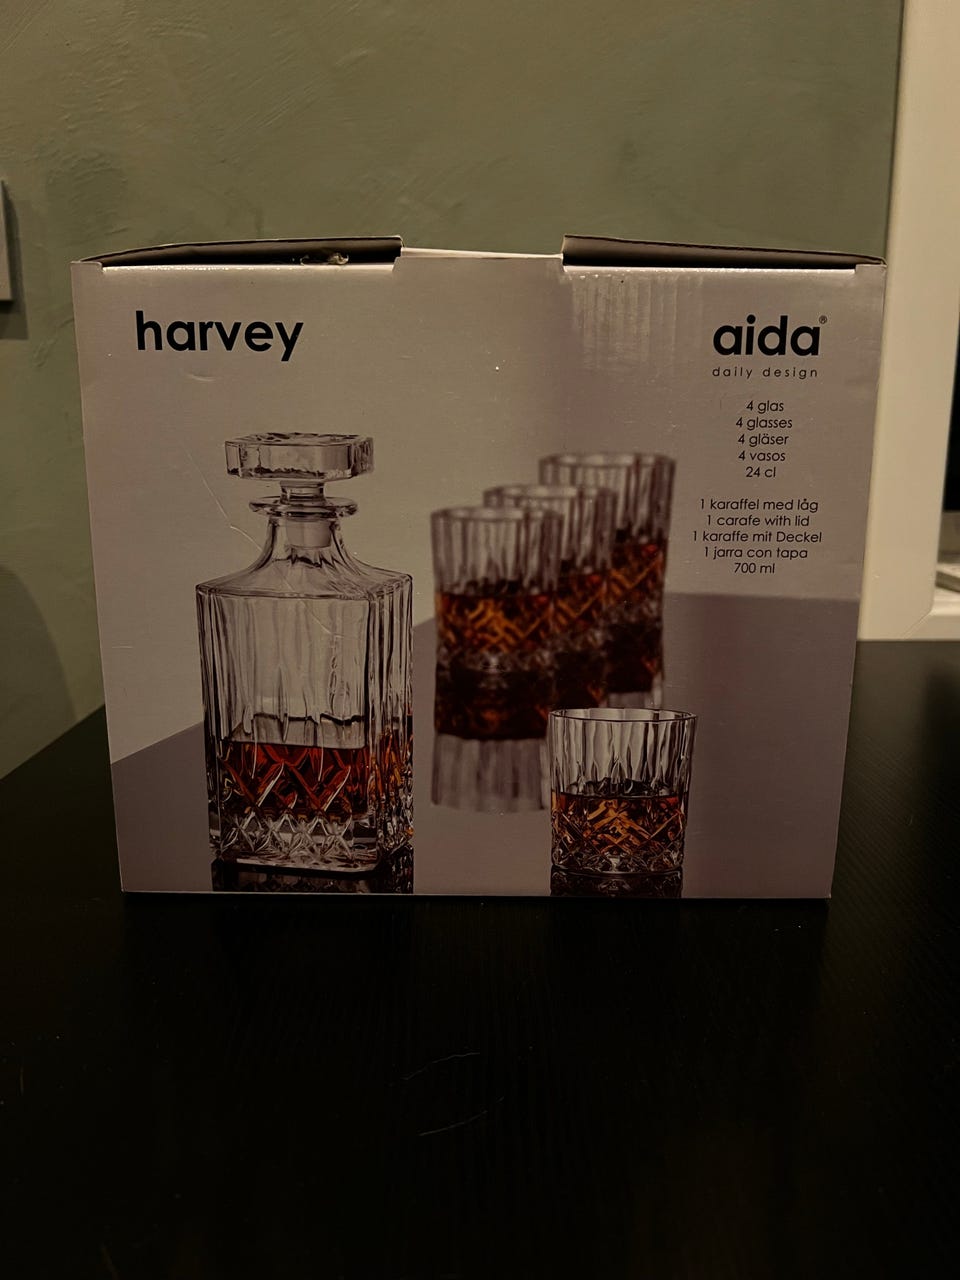 harvey
aida®
daily design
4 glas
4 glasses
4 gläser
4 vasos
24 cl
1 karaffel med låg
1 carafe with lid
1 karaffe mit Deckel
1 jarra con tapa
700 ml